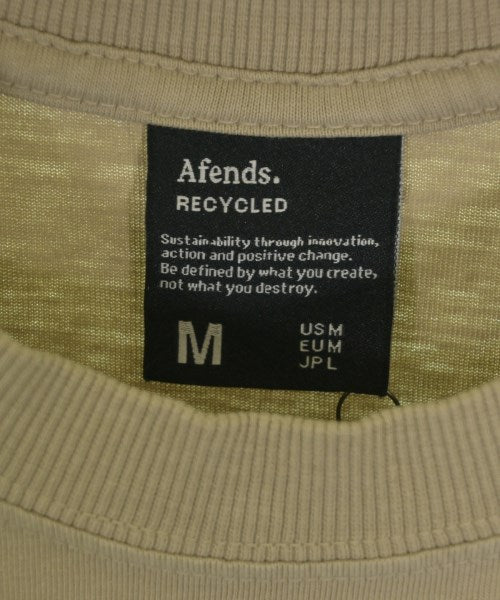 Afends.
RECYCLED
Sustainability through innovation,
action and positive change.
Be defined by what you create,
not what you destroy.
M
US M
EU M
JP L